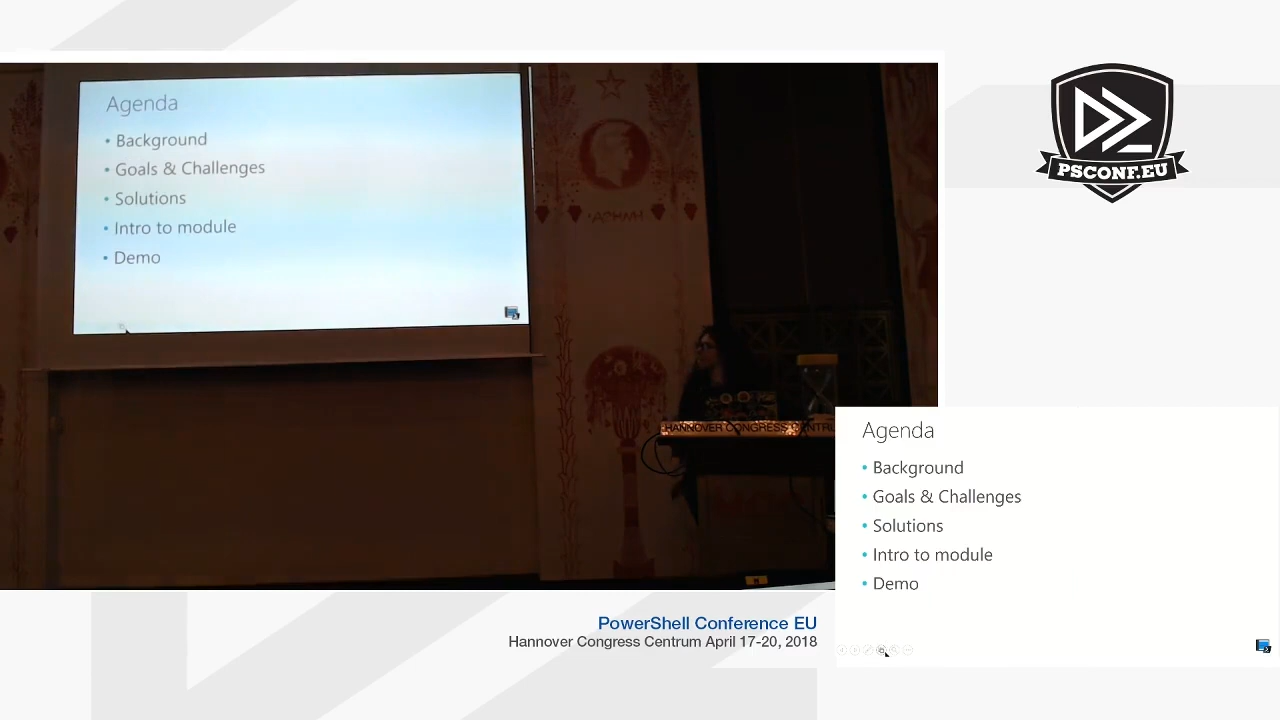 Agenda
• Background
• Goals & Challenges
• Solutions
• Intro to module
• Demo
PSCONF.EU
HANNOVER CONGRESS CENTRU
Agenda
• Background
• Goals & Challenges
• Solutions
• Intro to module
• Demo
PowerShell Conference EU
Hannover Congress Centrum April 17-20, 2018